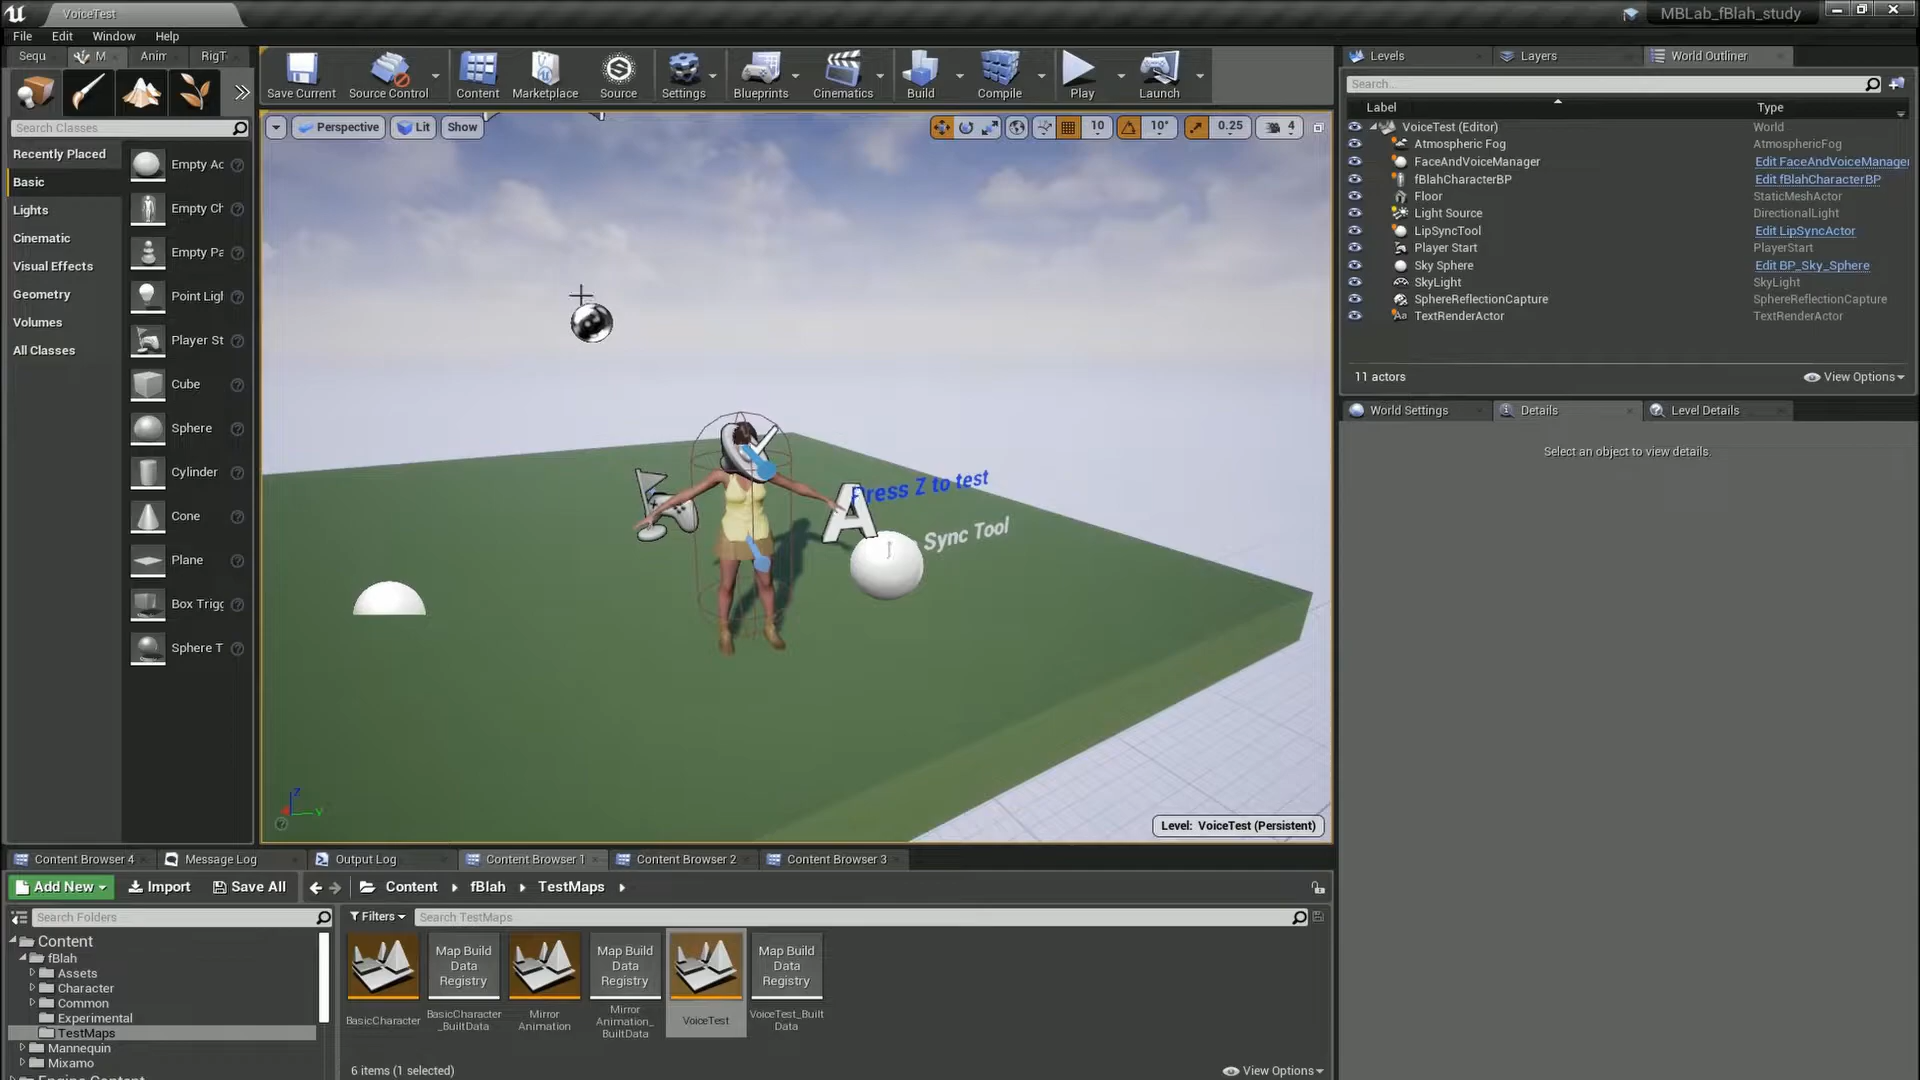 VoiceTest
MBLab_fBlah_study
File
Edit
Window
Help
Sequ
M
Anim
RigT
Save Current
Source Control
Content
Marketplace
Source
Settings
Blueprints
Cinematics
Build
Compile
Play
Launch
Levels
Layers
World Outliner
Search Classes
Search...
Recently Placed
Basic
Lights
Cinematic
Visual Effects
Geometry
Volumes
All Classes
Empty Ac
Empty Ch
Empty Pa
Point Ligh
Player St
Cube
Sphere
Cylinder
Cone
Plane
Box Trigg
Sphere T
Perspective
Lit
Show
10
10°
0.25
4
Press Z to test
Sync Tool
Z
Y
Level: VoiceTest (Persistent)
Label
Type
VoiceTest (Editor)
World
Atmospheric Fog
AtmosphericFog
FaceAndVoiceManager
Edit FaceAndVoiceManager
fBlahCharacterBP
Edit fBlahCharacterBP
Floor
StaticMeshActor
Light Source
DirectionalLight
LipSyncTool
Edit LipSyncActor
Player Start
PlayerStart
Sky Sphere
Edit BP_Sky_Sphere
SkyLight
SkyLight
SphereReflectionCapture
SphereReflectionCapture
TextRenderActor
TextRenderActor
11 actors
View Options
World Settings
Details
Level Details
Select an object to view details.
Content Browser 4
Message Log
Output Log
Content Browser 1
Content Browser 2
Content Browser 3
Add New
Import
Save All
Content
fBlah
TestMaps
Search Folders
Filters
Search TestMaps
Content
fBlah
Assets
Character
Common
Experimental
TestMaps
Mannequin
Mixamo
Engine Content
BasicCharacter
Map Build
Data
Registry
BasicCharacter
_BuiltData
Mirror
Animation
Map Build
Data
Registry
Mirror
Animation_
BuiltData
VoiceTest
Map Build
Data
Registry
VoiceTest_Built
Data
6 items (1 selected)
View Options